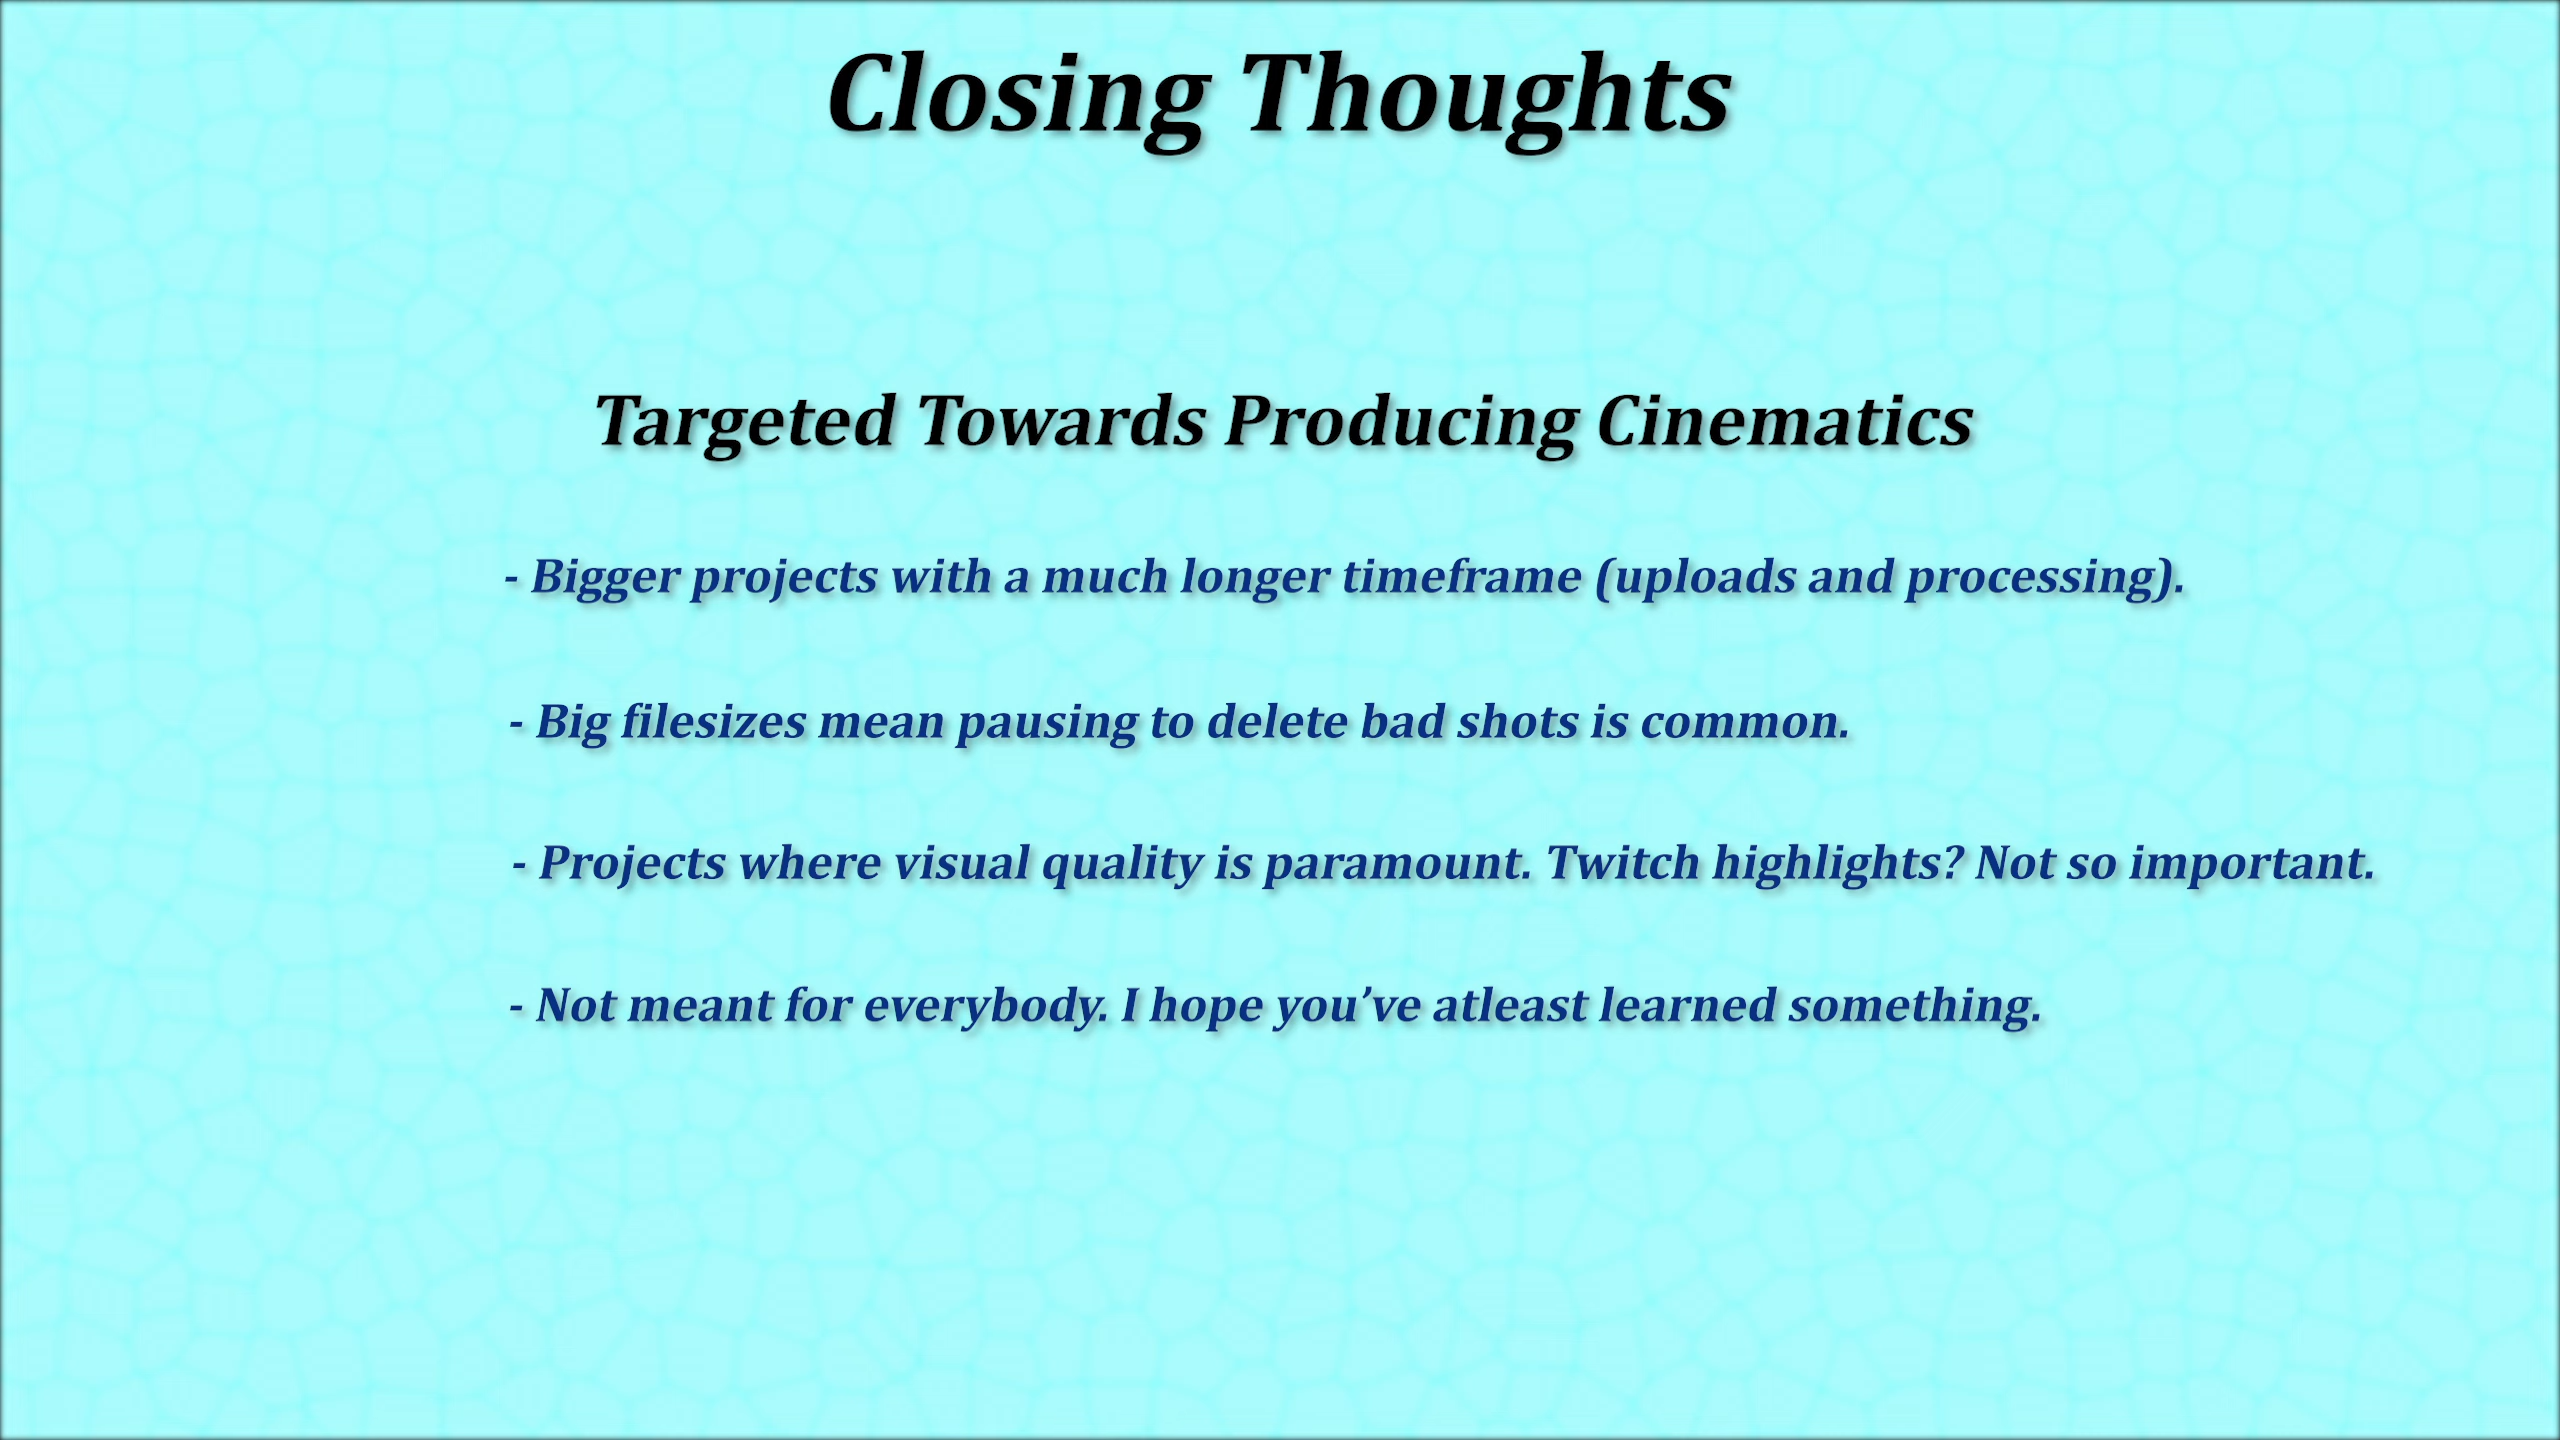 Closing Thoughts
Targeted Towards Producing Cinematics
- Bigger projects with a much longer timeframe (uploads and processing).
- Big filesizes mean pausing to delete bad shots is common.
- Projects where visual quality is paramount. Twitch highlights? Not so important.
- Not meant for everybody. I hope you’ve atleast learned something.